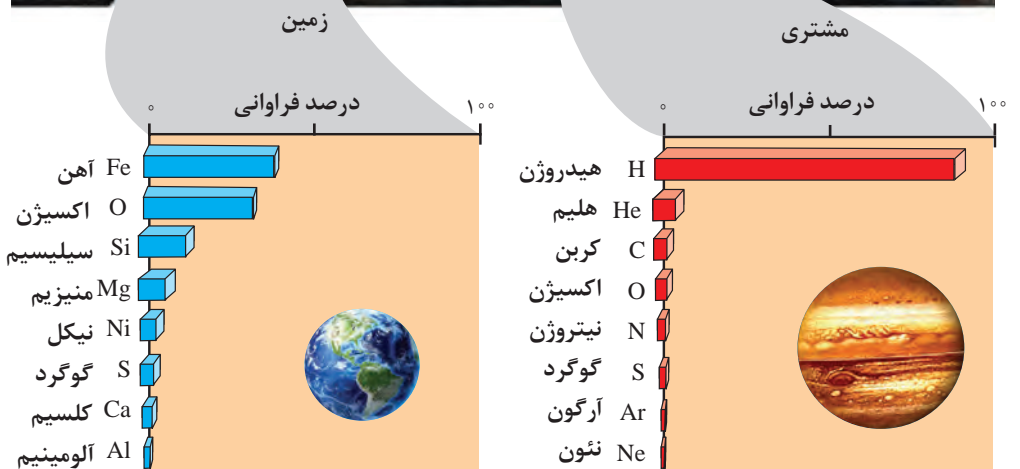 مشتری
درصد فراوانی
۰ ۱۰۰
H هیدروژن
He هلیم
C کربن
O اکسیژن
N نیتروژن
S گوگرد
Ar آرگون
Ne نئون
زمین
درصد فراوانی
۰ ۱۰۰
Fe آهن
O اکسیژن
Si سیلیسیم
Mg منیزیم
Ni نیکل
S گوگرد
Ca کلسیم
Al آلومینیم